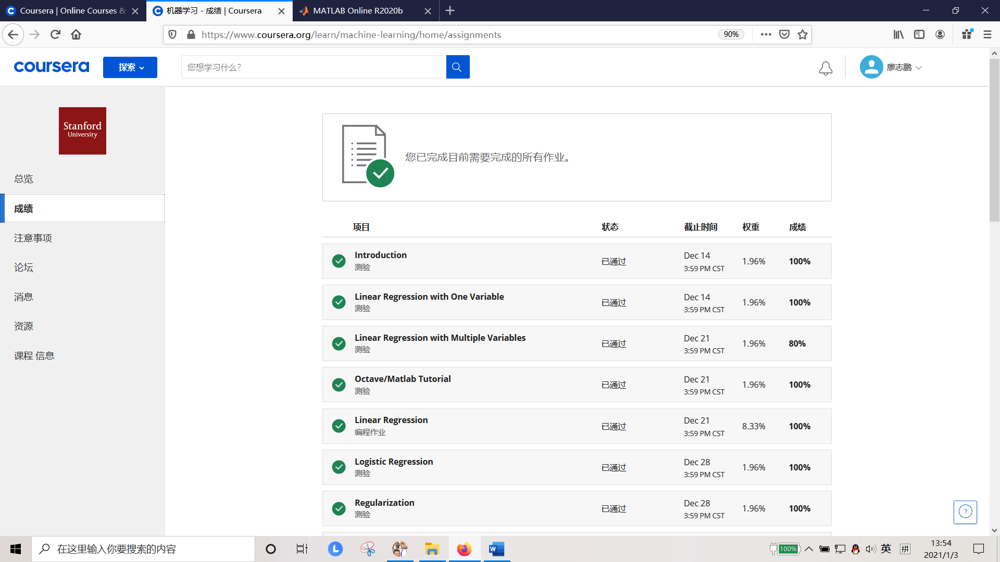 Coursera | Online Courses &
机器学习 - 成绩 | Coursera
MATLAB Online R2020b
https://www.coursera.org/learn/machine-learning/home/assignments
90%
coursera
探索
您想学习什么?
廖志鹏
Stanford
University
总览
成绩
注意事项
论坛
消息
资源
课程 信息
您已完成目前需要完成的所有作业。
项目 状态 截止时间 权重 成绩
Introduction
测验
已通过
Dec 14
3:59 PM CST
1.96%
100%
Linear Regression with One Variable
测验
已通过
Dec 14
3:59 PM CST
1.96%
100%
Linear Regression with Multiple Variables
测验
已通过
Dec 21
3:59 PM CST
1.96%
80%
Octave/Matlab Tutorial
测验
已通过
Dec 21
3:59 PM CST
1.96%
100%
Linear Regression
编程作业
已通过
Dec 21
3:59 PM CST
8.33%
100%
Logistic Regression
测验
已通过
Dec 28
3:59 PM CST
1.96%
100%
Regularization
测验
已通过
Dec 28
3:59 PM CST
1.96%
100%
?
在这里输入你要搜索的内容
100%
英
拼
13:54
2021/1/3